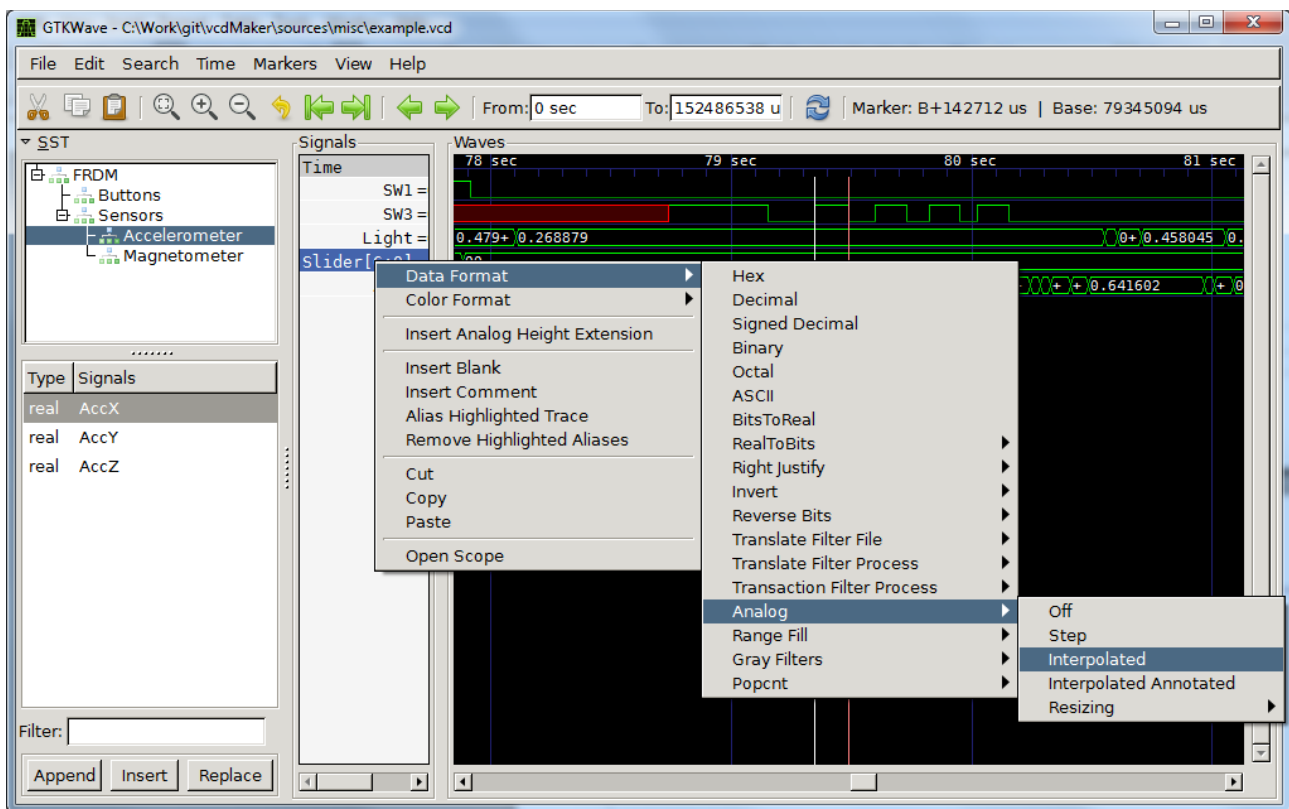 GTKWave - C:\Work\git\vcdMaker\sources\misc\example.vcd
File Edit Search Time Markers View Help
From: 0 sec To: 152486538 u Marker: B+142712 us | Base: 79345094 us
SST
FRDM
Buttons
Sensors
Accelerometer
Magnetometer
Type Signals
real AccX
real AccY
real AccZ
Filter:
Append Insert Replace
Signals
Time
SW1 =
SW3 =
Light =
Slider[
Waves
78 sec 79 sec 80 sec 81 sec
0.479+ 0.268879 0+ 0.458045 0.
+ + 0.641602 + 0
Data Format
Color Format
Insert Analog Height Extension
Insert Blank
Insert Comment
Alias Highlighted Trace
Remove Highlighted Aliases
Cut
Copy
Paste
Open Scope
Hex
Decimal
Signed Decimal
Binary
Octal
ASCII
BitsToReal
RealToBits
Right Justify
Invert
Reverse Bits
Translate Filter File
Translate Filter Process
Transaction Filter Process
Analog
Range Fill
Gray Filters
Popcnt
Off
Step
Interpolated
Interpolated Annotated
Resizing